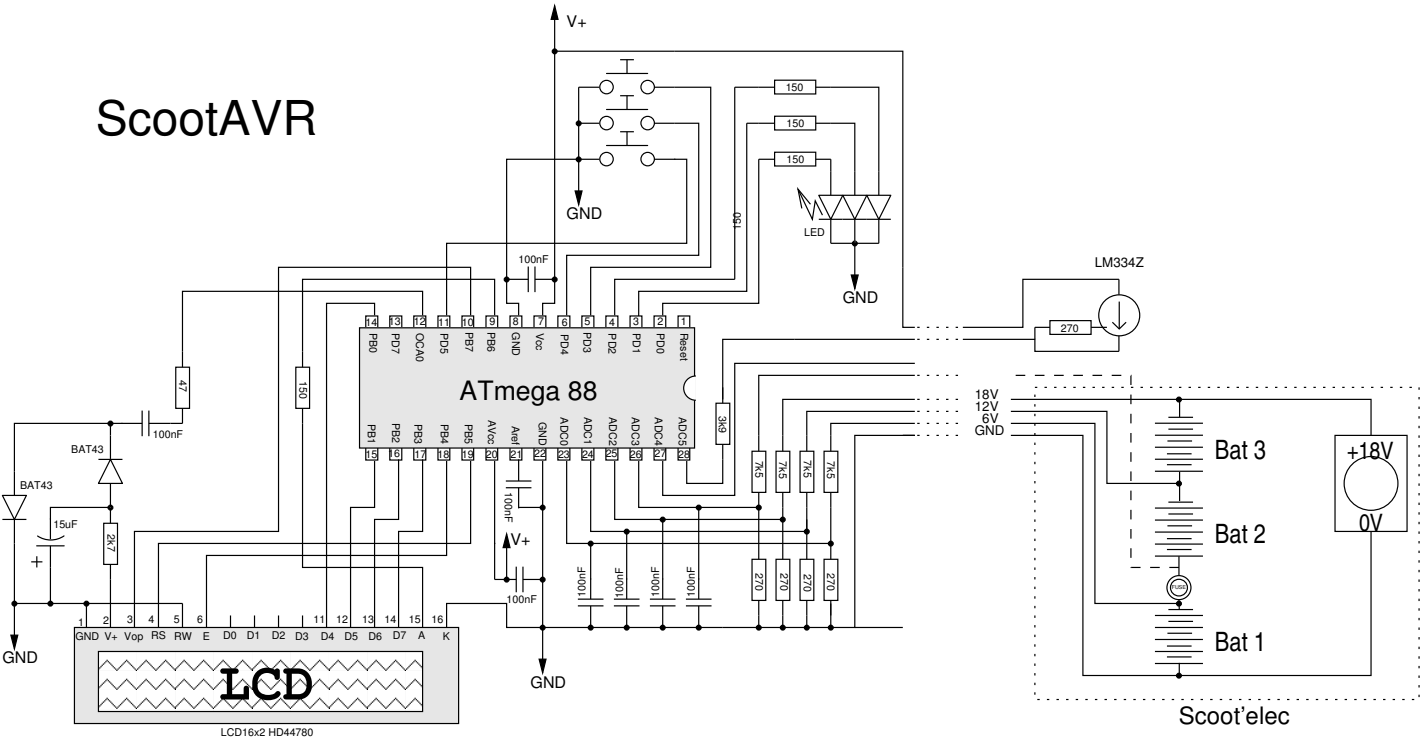 ScootAVR
V+
150
150
150
150
GND
LED
GND
100nF
LM334Z
270
14 13 12 11 10 9 8 7 6 5 4 3 2 1
PB0 PD7 OCA0 PD5 PB7 PB6 GND Vcc PD4 PD3 PD2 PD1 PD0 Reset
ATmega 88
PB1 PB2 PB3 PB4 PB5 AVcc Aref GND ADC0 ADC1 ADC2 ADC3 ADC4 ADC5
15 16 17 18 19 20 21 22 23 24 25 26 27 28
47
150
3k9
100nF
BAT43
BAT43
15uF
+
2k7
100nF
V+
100nF
7k5 7k5 7k5 7k5
270 270 270 270
100nF 100nF 100nF 100nF
18V
12V
6V
GND
Bat 3
Bat 2
FUSE
Bat 1
+18V
0V
Scoot'elec
GND
GND
1 2 3 4 5 6 11 12 13 14 15 16
GND V+ Vop RS RW E D0 D1 D2 D3 D4 D5 D6 D7 A K
LCD
LCD16x2 HD44780